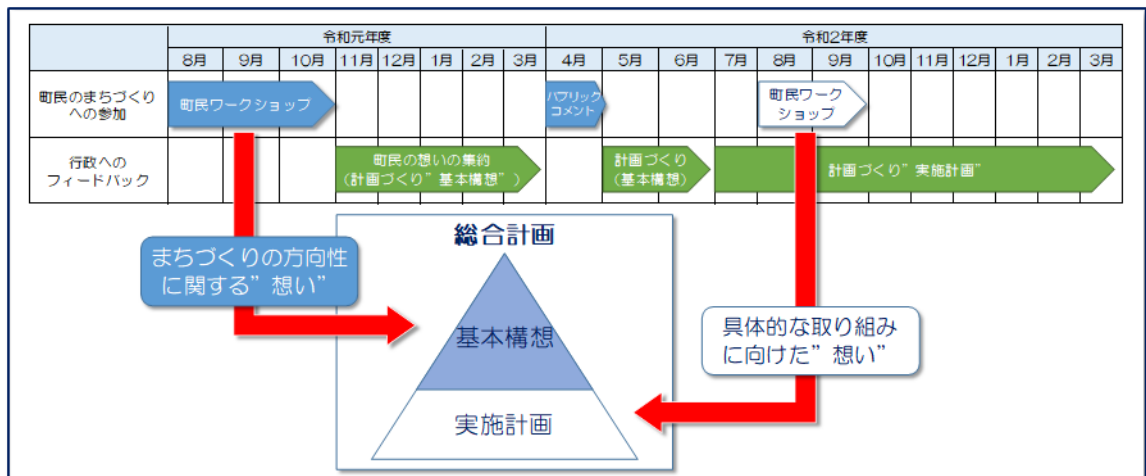 令和元年度
令和2年度
8月 9月 10月 11月 12月 1月 2月 3月 4月 5月 6月 7月 8月 9月 10月 11月 12月 1月 2月 3月
町民のまちづくり
への参加
町民ワークショップ
パブリック
コメント
町民ワーク
ショップ
行政への
フィードバック
町民の想いの集約
(計画づくり”基本構想”)
計画づくり
(基本構想)
計画づくり”実施計画”
総合計画
まちづくりの方向性
に関する”想い”
基本構想
具体的な取り組み
に向けた”想い”
実施計画